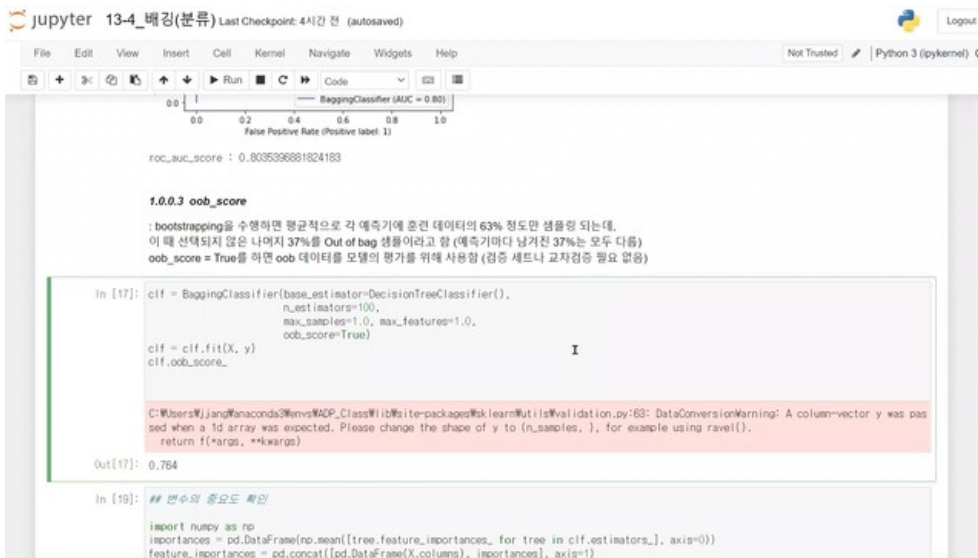 jupyter 13-4_배깅(분류) Last Checkpoint: 4시간 전 (autosaved)
Logout
File Edit View Insert Cell Kernel Navigate Widgets Help
Not Trusted Python 3 (ipykernel)
Run Code
0.0
BaggingClassifier (AUC = 0.80)
0.0 0.2 0.4 0.6 0.8 1.0
False Positive Rate (Positive label: 1)
roc_auc_score : 0.8035396881824183
1.0.0.3 oob_score
: bootstrapping을 수행하면 평균적으로 각 예측기에 훈련 데이터의 63% 정도만 샘플링 되는데,
이 때 선택되지 않은 나머지 37%를 Out of bag 샘플이라고 함 (예측기마다 남겨진 37%는 모두 다름)
oob_score = True를 하면 oob 데이터를 모델의 평가를 위해 사용함 (검증 세트나 교차검증 필요 없음)
In [17]: clf = BaggingClassifier(base_estimator=DecisionTreeClassifier(),
n_estimators=100,
max_samples=1.0, max_features=1.0,
oob_score=True)
clf = clf.fit(X, y)
clf.oob_score_
C:₩Users₩jjang₩anaconda3₩envs₩ADP_Class₩lib₩site-packages₩sklearn₩utils₩validation.py:63: DataConversionWarning: A column-vector y was pas
sed when a 1d array was expected. Please change the shape of y to (n_samples, ), for example using ravel().
return f(*args, **kwargs)
Out[17]: 0.764
In [19]: ## 변수의 중요도 확인
import numpy as np
importances = pd.DataFrame(np.mean([tree.feature_importances_ for tree in clf.estimators_], axis=0))
feature_importances = pd.concat([pd.DataFrame(X.columns), importances], axis=1)